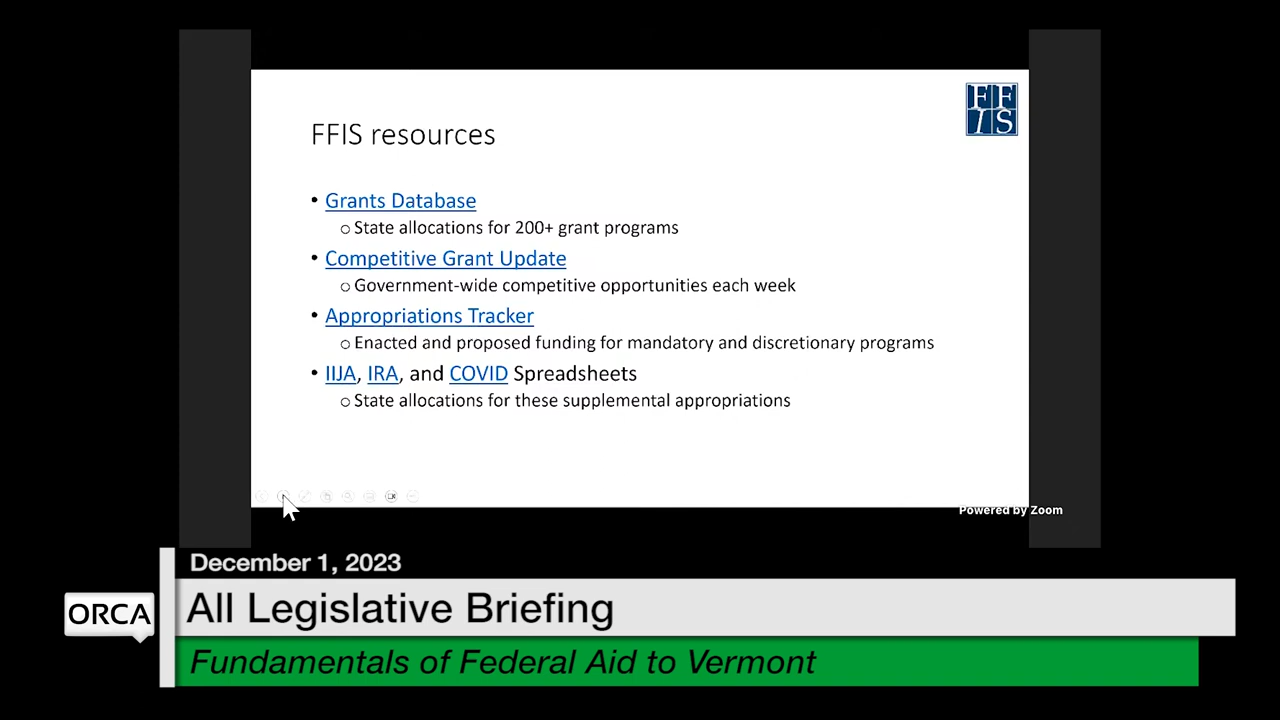 FF
IS
FFIS resources
• Grants Database
o State allocations for 200+ grant programs
• Competitive Grant Update
o Government-wide competitive opportunities each week
• Appropriations Tracker
o Enacted and proposed funding for mandatory and discretionary programs
• IIJA, IRA, and COVID Spreadsheets
o State allocations for these supplemental appropriations
Powered by Zoom
December 1, 2023
ORCA
All Legislative Briefing
Fundamentals of Federal Aid to Vermont